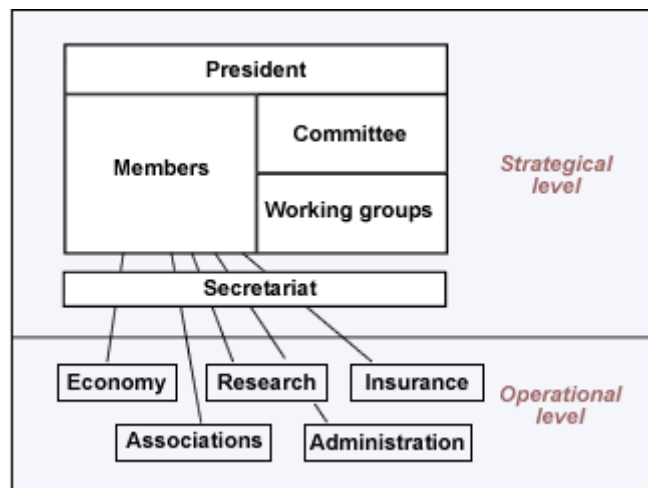 President
Members
Committee
Working groups
Strategical
level
Secretariat
Economy
Research
Insurance
Associations
Administration
Operational
level